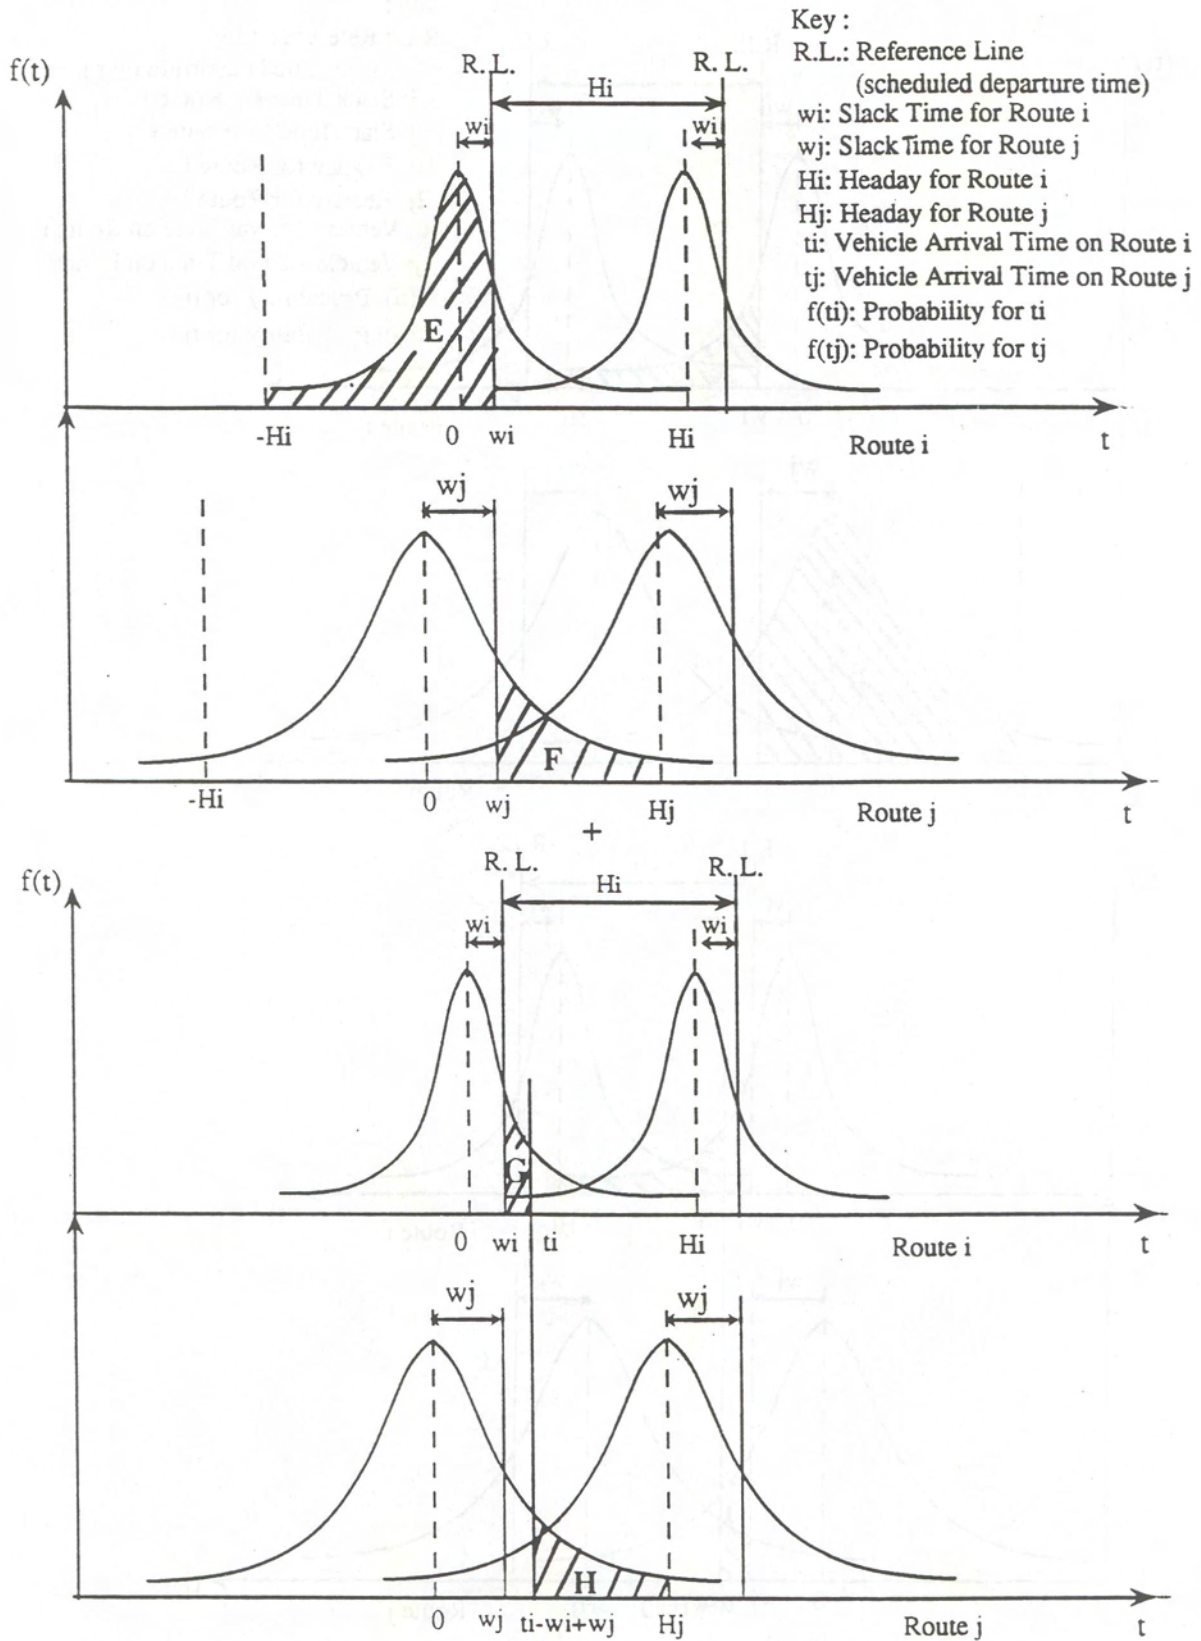 Key :
R.L.: Reference Line
(scheduled departure time)
wi: Slack Time for Route i
wj: Slack Time for Route j
Hi: Headay for Route i
Hj: Headay for Route j
ti: Vehicle Arrival Time on Route i
tj: Vehicle Arrival Time on Route j
f(ti): Probability for ti
f(tj): Probability for tj
f(t)
R. L. R. L.
Hi
wi wi
E
-Hi 0 wi Hi Route i t
wj wj
F
-Hi 0 wj Hj Route j t
+
f(t)
R. L. R. L.
Hi
wi wi
G
0 wi ti Hi Route i t
wj wj
H
0 wj ti-wi+wj Hj Route j t